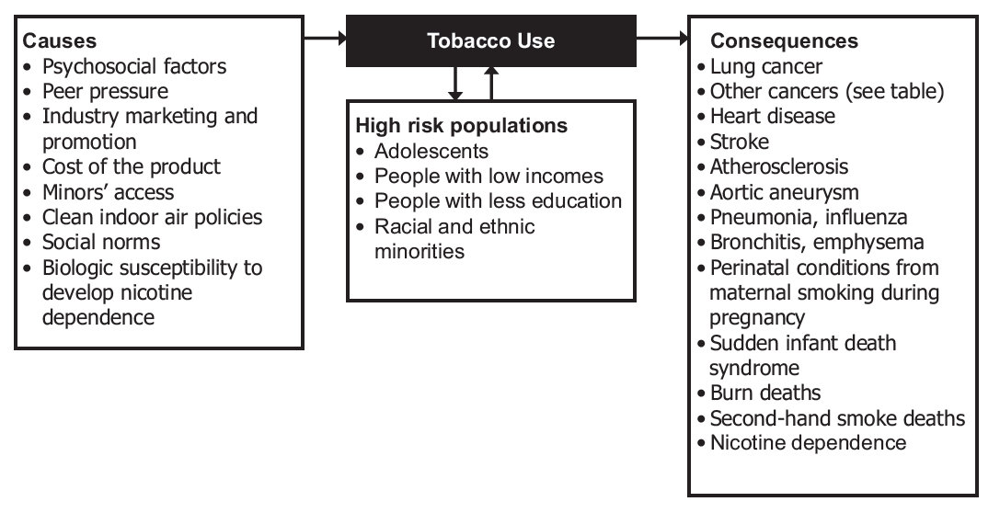 Causes
• Psychosocial factors
• Peer pressure
• Industry marketing and
promotion
• Cost of the product
• Minors’ access
• Clean indoor air policies
• Social norms
• Biologic susceptibility to
develop nicotine
dependence
Tobacco Use
High risk populations
• Adolescents
• People with low incomes
• People with less education
• Racial and ethnic
minorities
Consequences
• Lung cancer
• Other cancers (see table)
• Heart disease
• Stroke
• Atherosclerosis
• Aortic aneurysm
• Pneumonia, influenza
• Bronchitis, emphysema
• Perinatal conditions from
maternal smoking during
pregnancy
• Sudden infant death
syndrome
• Burn deaths
• Second-hand smoke deaths
• Nicotine dependence